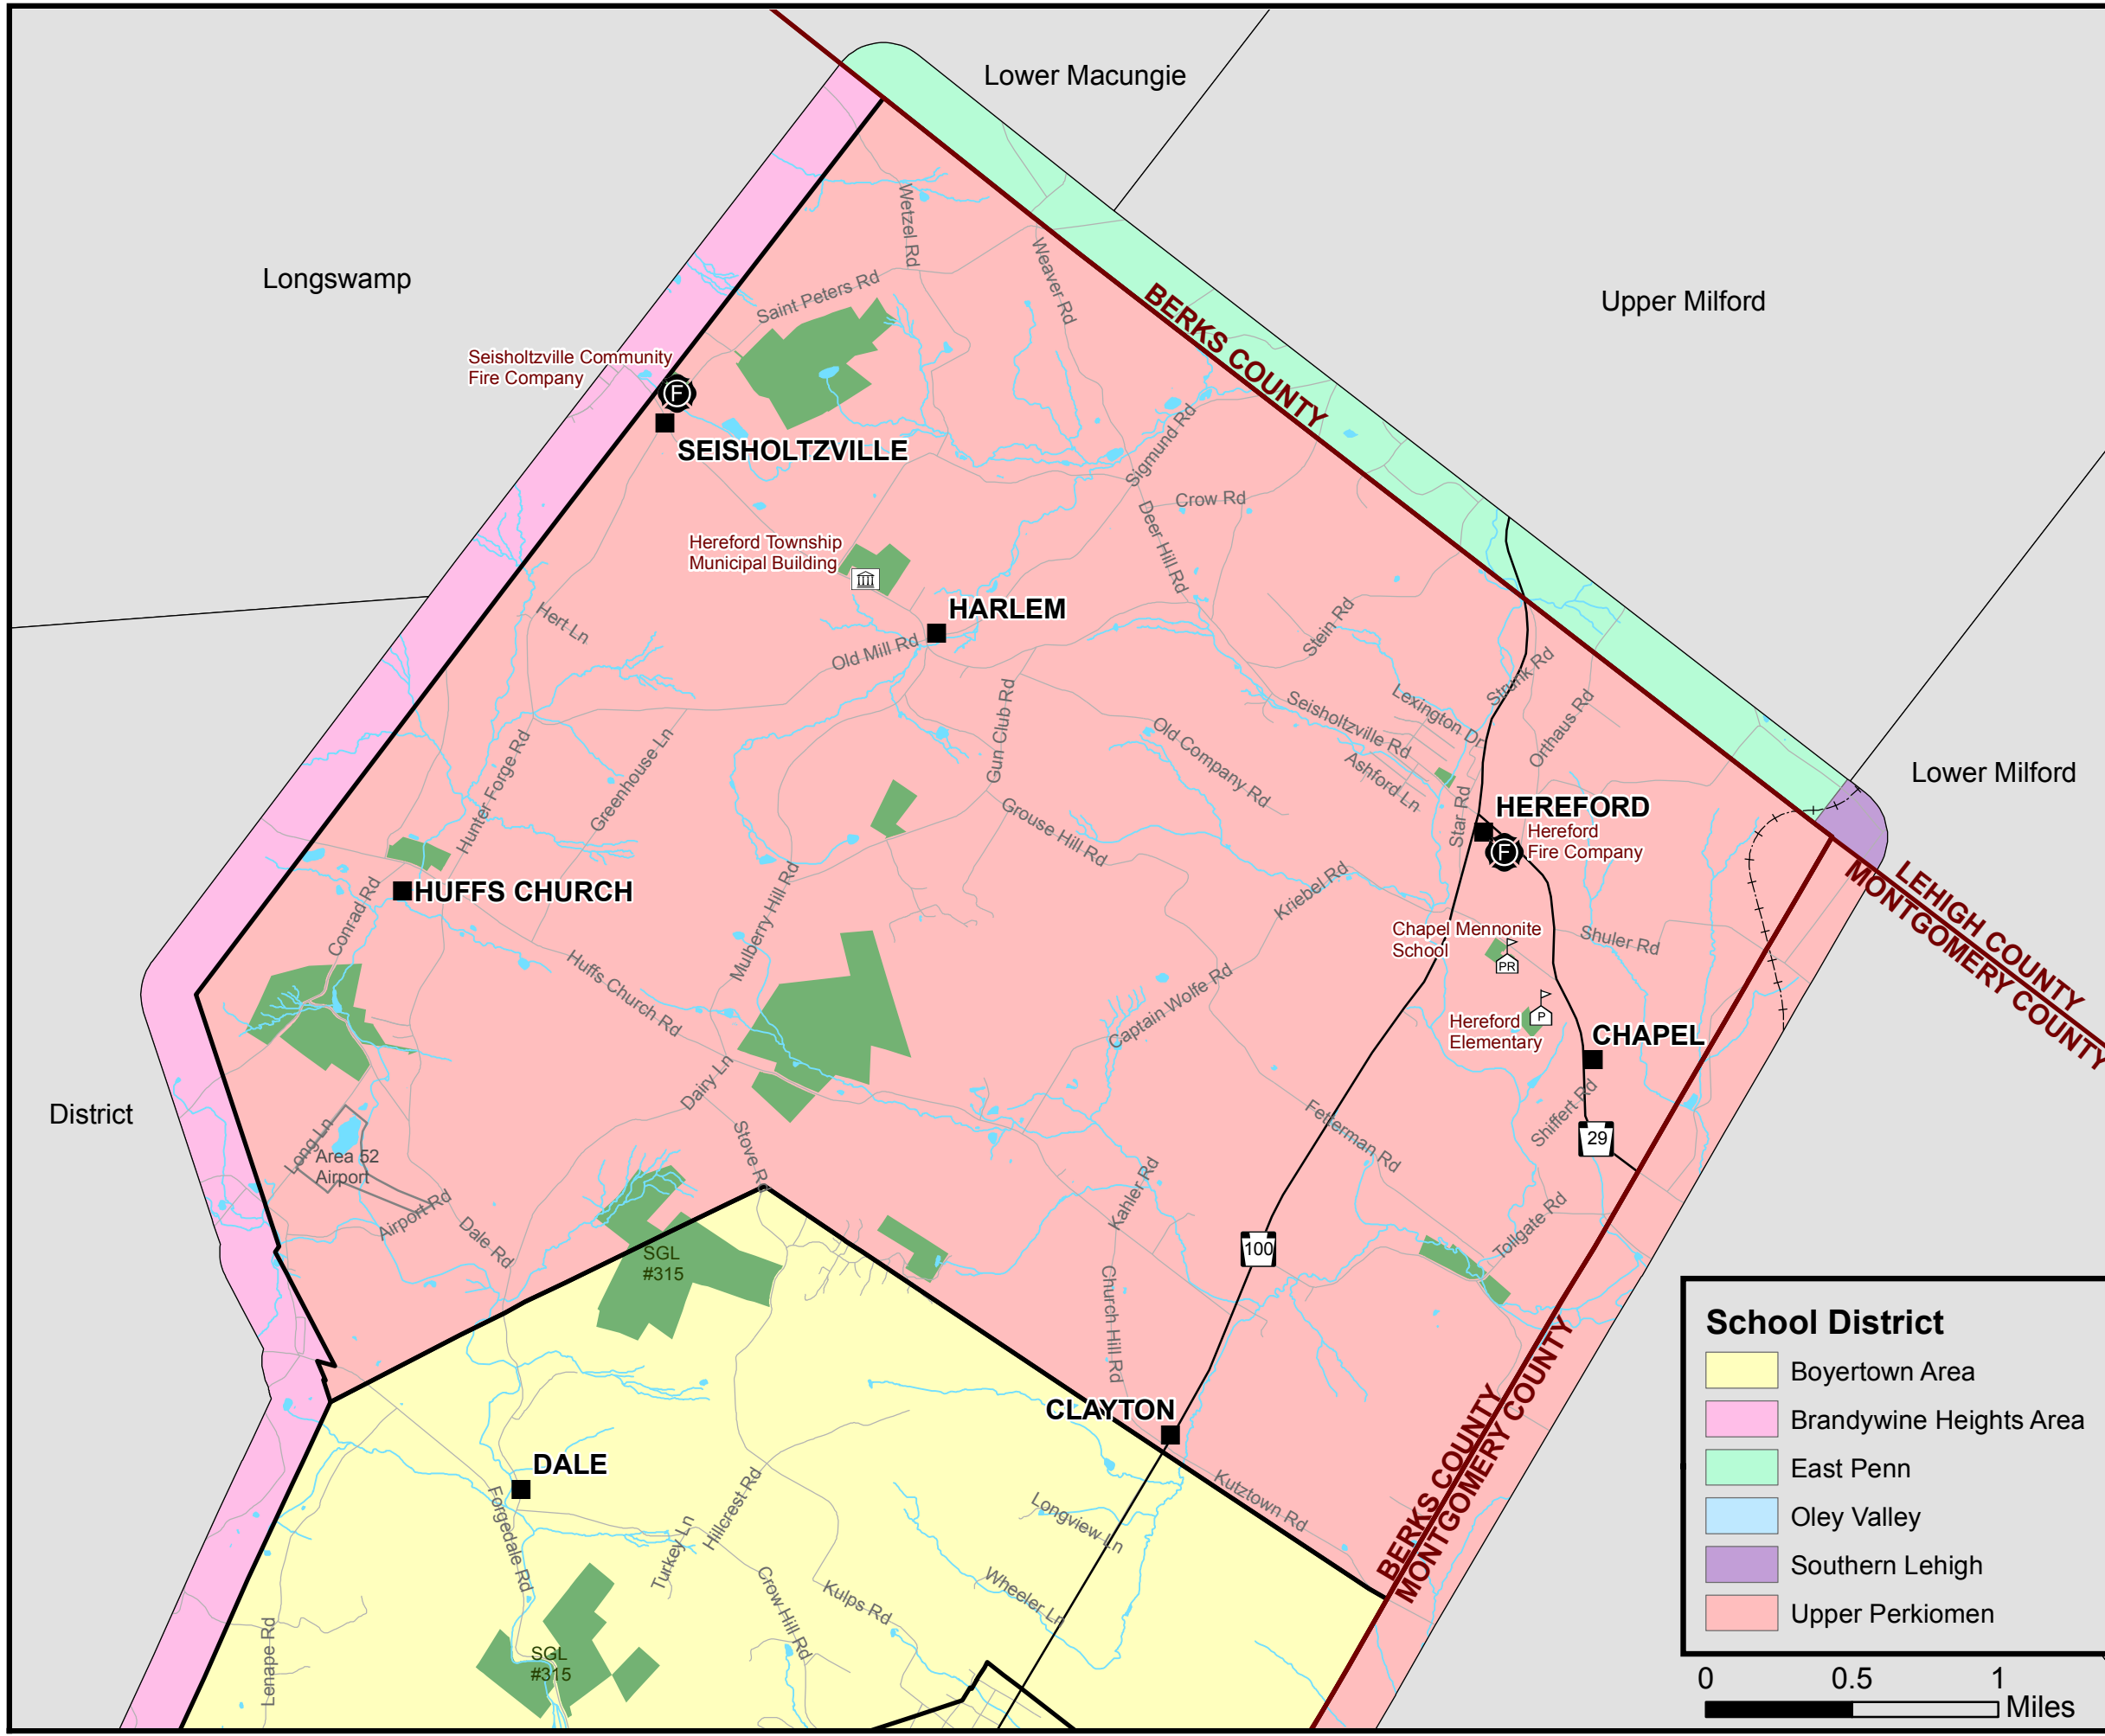 Lower Macungie
Longswamp
Upper Milford
Wetzel Rd
Weaver Rd
Saint Peters Rd
BERKS COUNTY
Seisholtzville Community
Fire Company
F
SEISHOLTZVILLE
Sigmund Rd
Crow Rd
Deer Hill Rd
Hereford Township
Municipal Building
HARLEM
Hert Ln
Old Mill Rd
Stein Rd
Strunk Rd
Lexington Dr
Orthaus Rd
Seisholtzville Rd
Ashford Ln
Gun Club Rd
Old Company Rd
Hunter Forge Rd
Greenhouse Ln
Lower Milford
Star Rd
HEREFORD
Hereford
Fire Company
F
Grouse Hill Rd
Kriebel Rd
HUFFS CHURCH
Conrad Rd
Mulberry Hill Rd
LEHIGH COUNTY
MONTGOMERY COUNTY
Chapel Mennonite
School
PR
Shuler Rd
Huffs Church Rd
Captain Wolfe Rd
Hereford
Elementary
P
CHAPEL
District
Dairy Ln
Long Ln
Area 52
Airport
Stove Rd
Fetterman Rd
Shiffert Rd
29
Airport Rd
Dale Rd
Kahler Rd
Tollgate Rd
100
SGL
#315
Church Hill Rd
CLAYTON
BERKS COUNTY
MONTGOMERY COUNTY
DALE
Forgedale Rd
Hillcrest Rd
Turkey Ln
Longview Ln
Kutztown Rd
Crow Hill Rd
Kulps Rd
Wheeler Ln
Lenape Rd
SGL
#315
School District
Boyertown Area
Brandywine Heights Area
East Penn
Oley Valley
Southern Lehigh
Upper Perkiomen
0 0.5 1
Miles